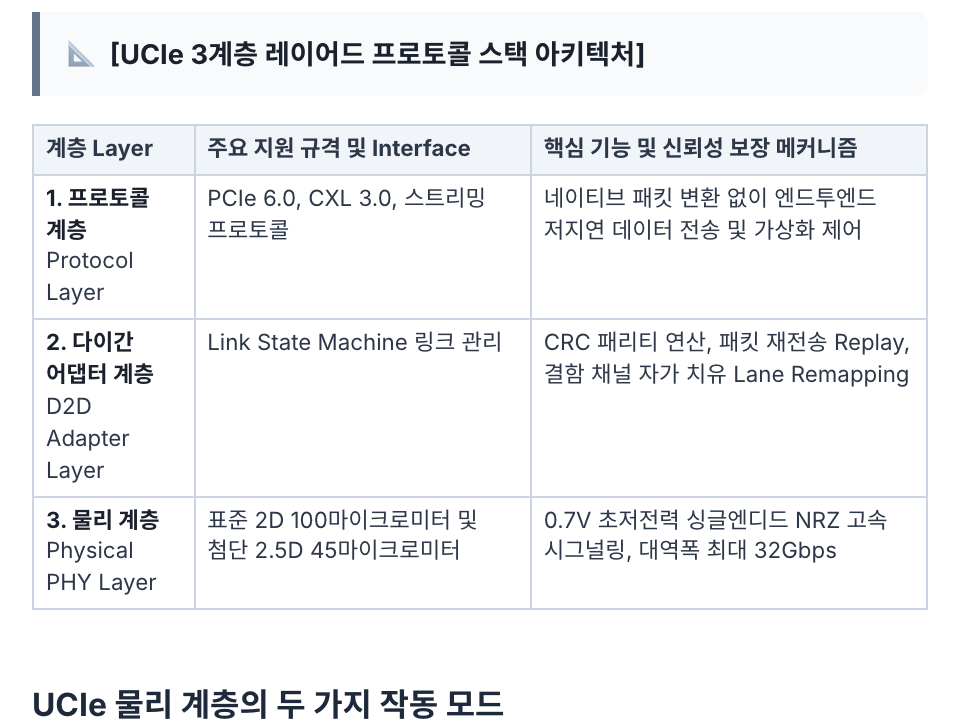 [UCIe 3계층 레이어드 프로토콜 스택 아키텍처]
계층 Layer
주요 지원 규격 및 Interface
핵심 기능 및 신뢰성 보장 메커니즘
1. 프로토콜
계층
Protocol
Layer
PCIe 6.0, CXL 3.0, 스트리밍
프로토콜
네이티브 패킷 변환 없이 엔드투엔드
저지연 데이터 전송 및 가상화 제어
2. 다이간
어댑터 계층
D2D
Adapter
Layer
Link State Machine 링크 관리
CRC 패리티 연산, 패킷 재전송 Replay,
결함 채널 자가 치유 Lane Remapping
3. 물리 계층
Physical
PHY Layer
표준 2D 100마이크로미터 및
첨단 2.5D 45마이크로미터
0.7V 초저전력 싱글엔디드 NRZ 고속
시그널링, 대역폭 최대 32Gbps
UCIe 물리 계층의 두 가지 작동 모드